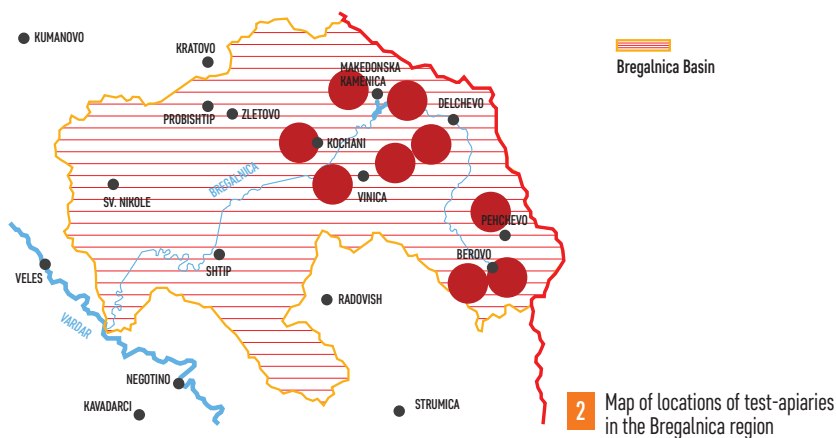 KUMANOVO
KRATOVO
MAKEDONSKA
KAMENICA
Bregalnica Basin
DELCHEVO
PROBISHTIP
ZLETOVO
KOCHANI
BREGALNICA
VINICA
SV. NIKOLE
PEHCHEVO
SHTIP
BEROVO
VELES
RADOVISH
VARDAR
NEGOTINO
KAVADARCI
STRUMICA
2 Map of locations of test-apiaries
in the Bregalnica region